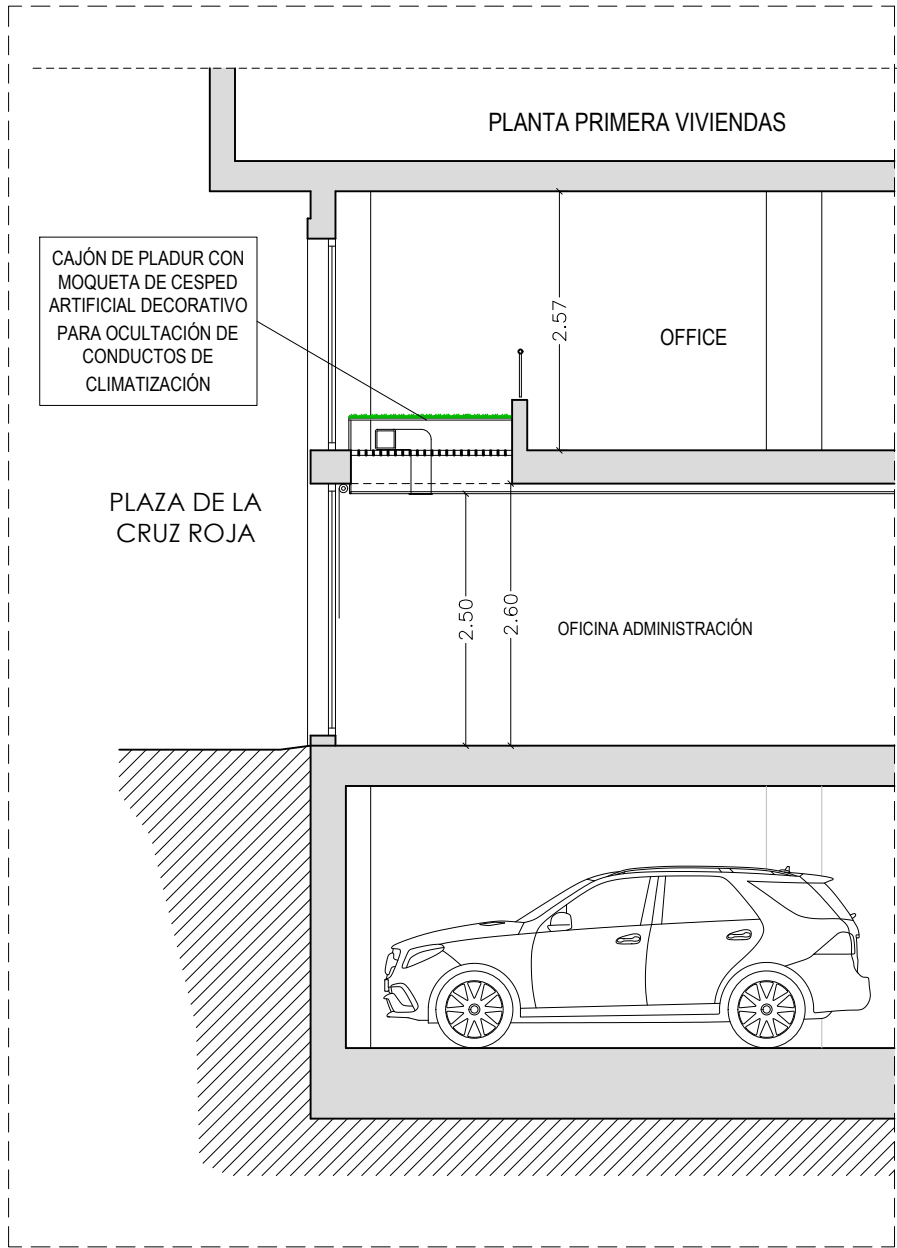 PLANTA PRIMERA VIVIENDAS
CAJÓN DE PLADUR CON
MOQUETA DE CESPED
ARTIFICIAL DECORATIVO
PARA OCULTACIÓN DE
CONDUCTOS DE
CLIMATIZACIÓN
2.57
OFFICE
PLAZA DE LA
CRUZ ROJA
2.50
2.60
OFICINA ADMINISTRACIÓN